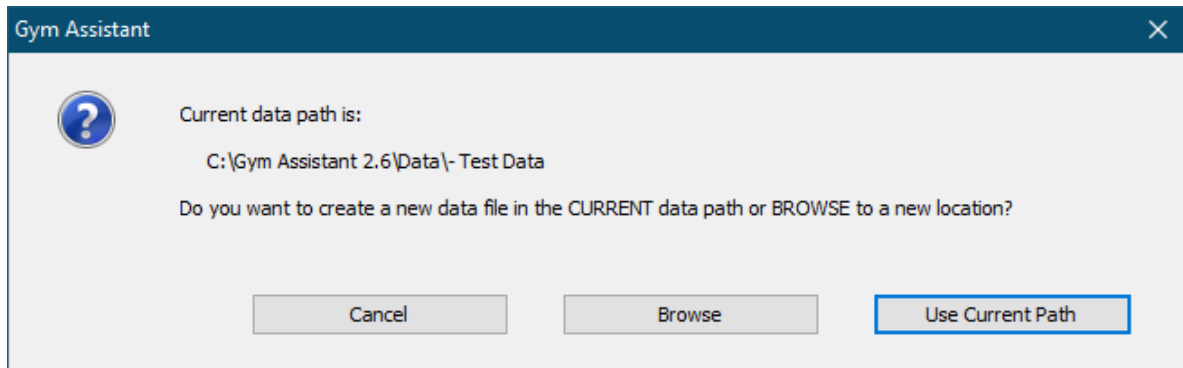 Gym Assistant
Current data path is:
C:\Gym Assistant 2.6\Data\- Test Data
Do you want to create a new data file in the CURRENT data path or BROWSE to a new location?
Cancel
Browse
Use Current Path